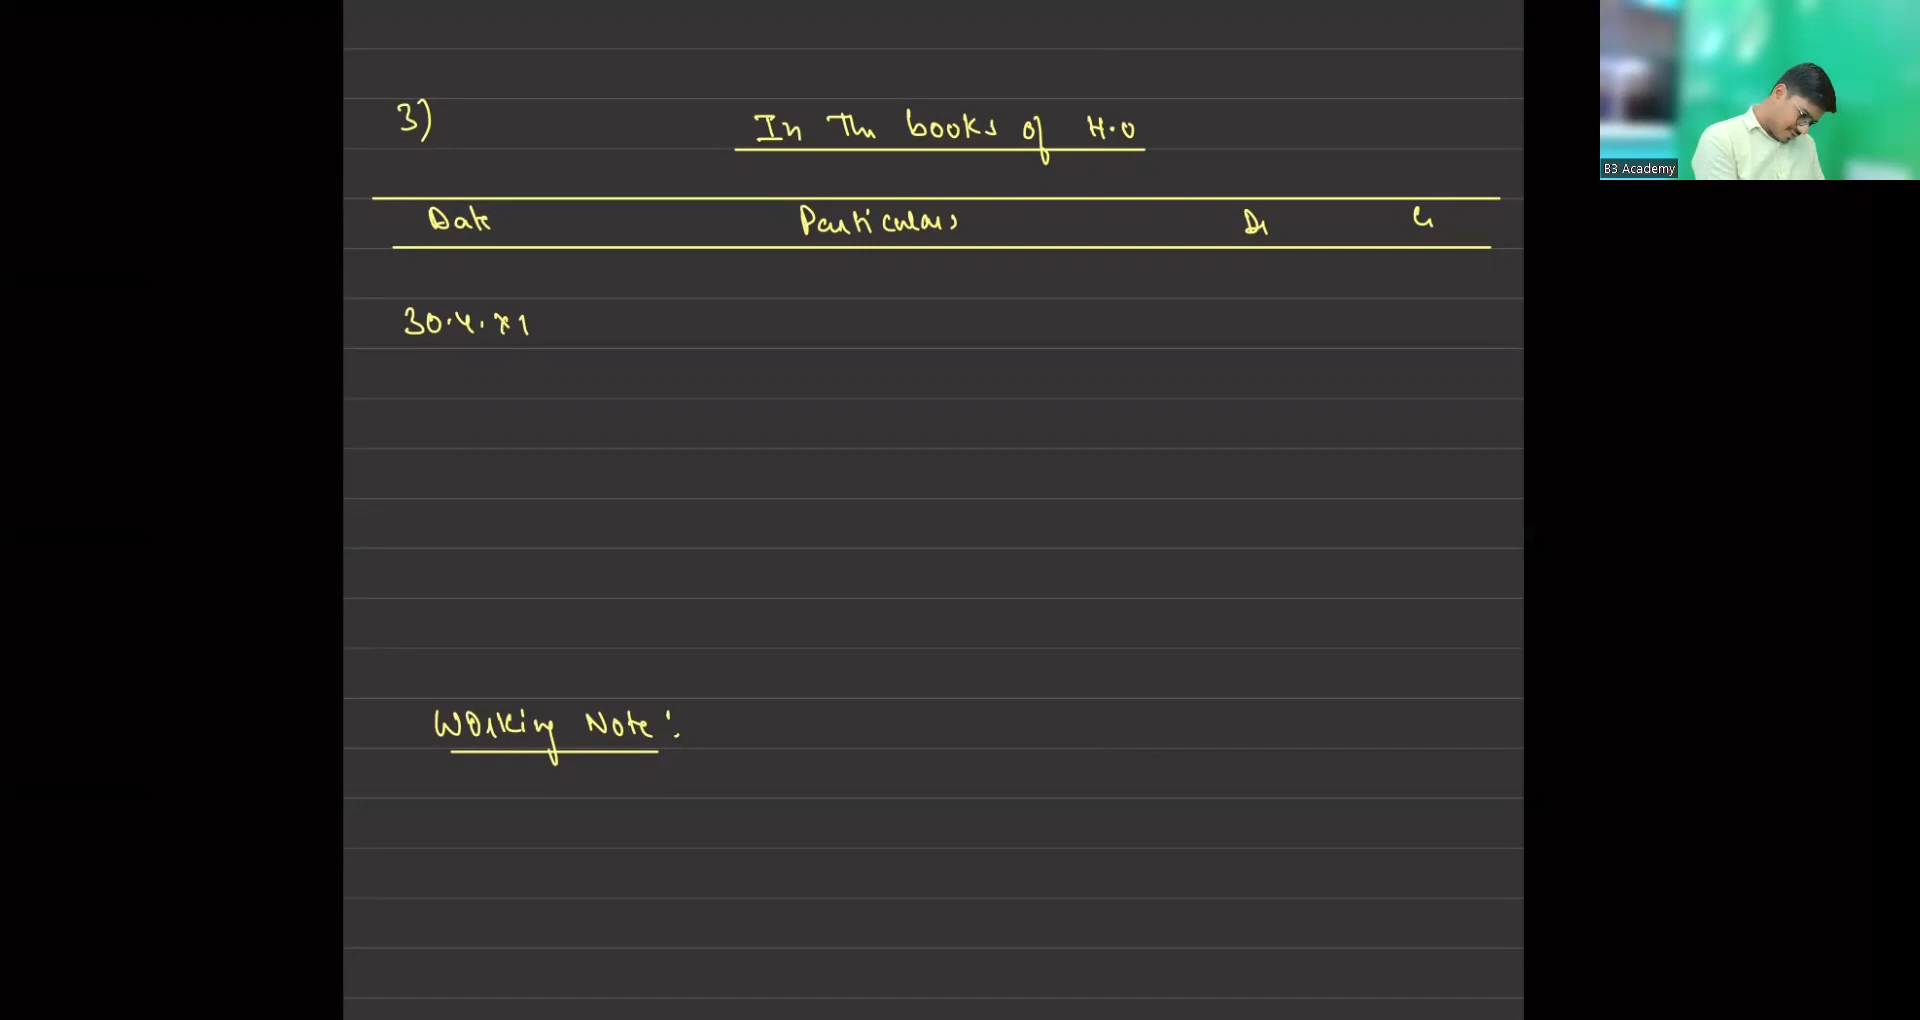 3) In The books of H.O
Date Particulars Dr Cr
30.4.x1
Working Note:
B3 Academy